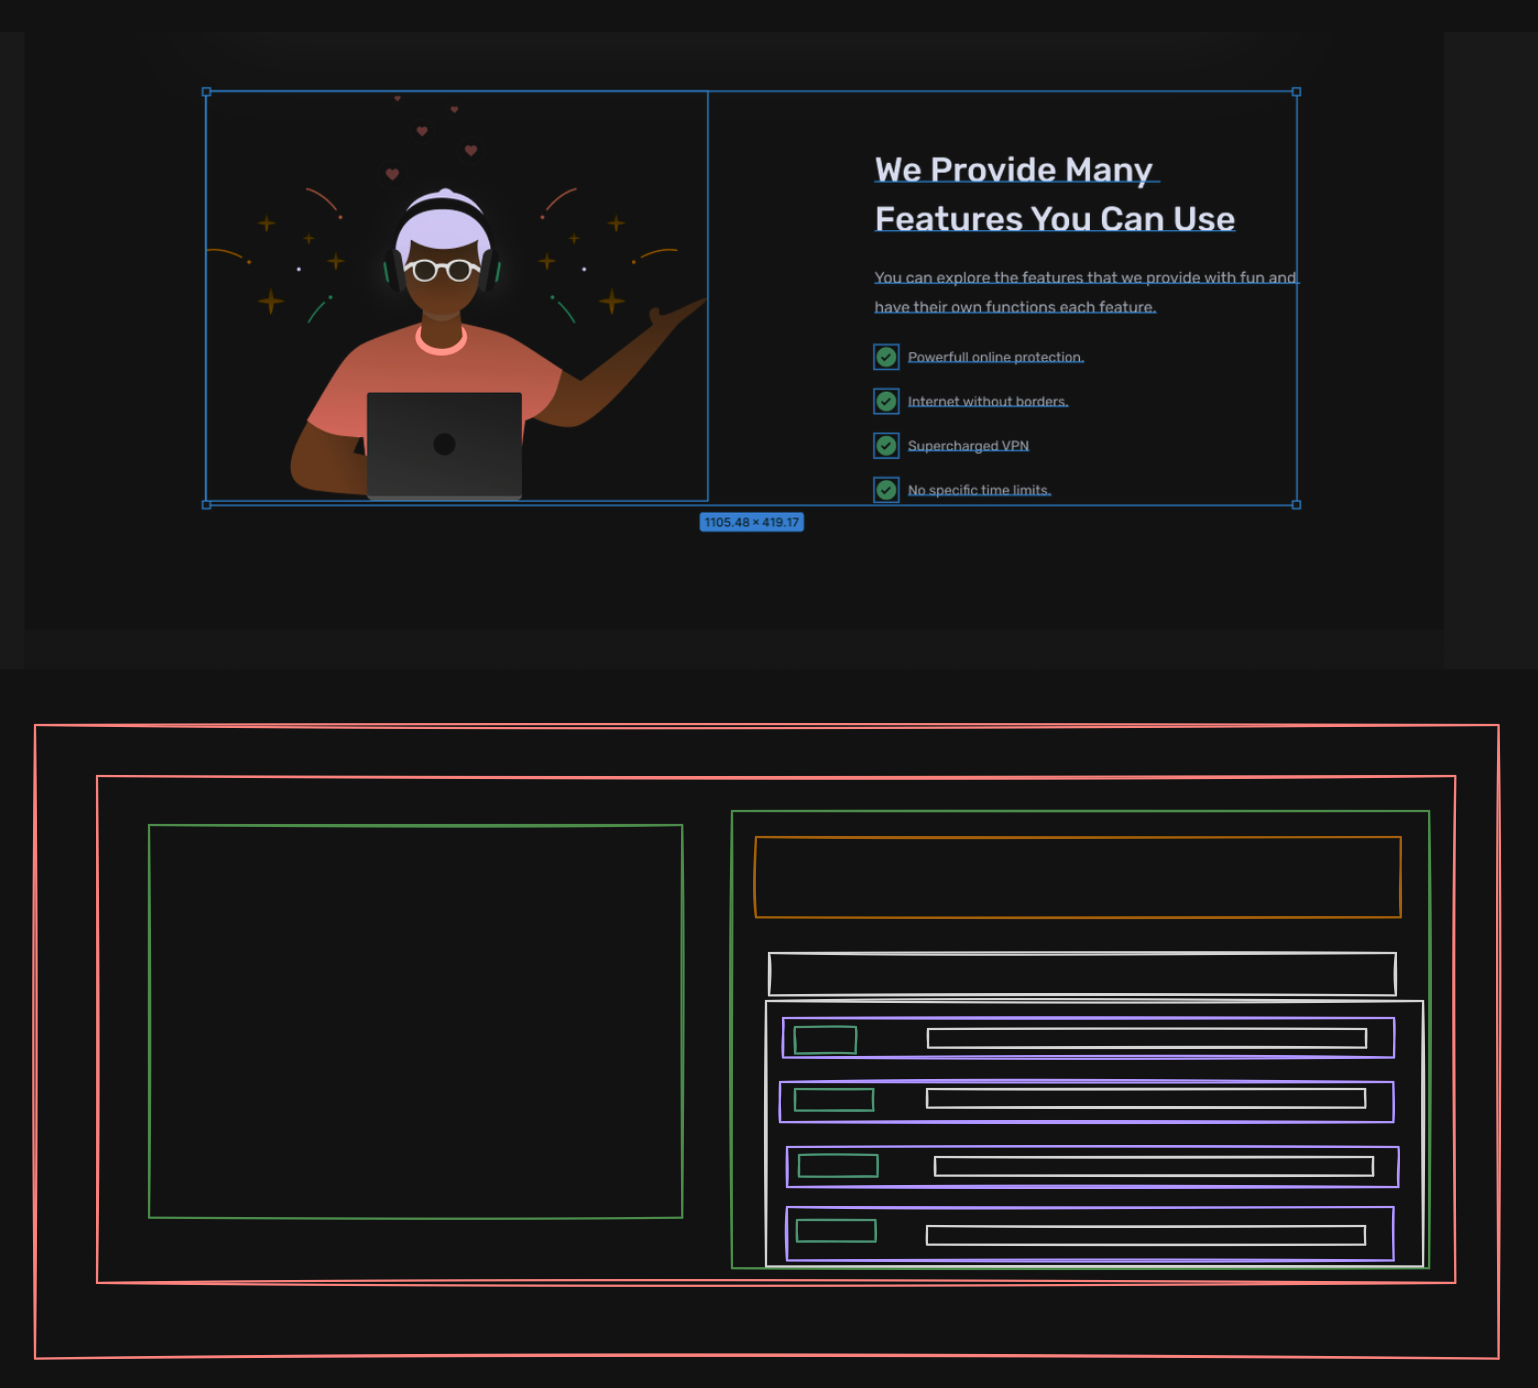 We Provide Many
Features You Can Use
You can explore the features that we provide with fun and
have their own functions each feature.
Powerfull online protection.
Internet without borders.
Supercharged VPN
No specific time limits.
1105.48 × 419.17